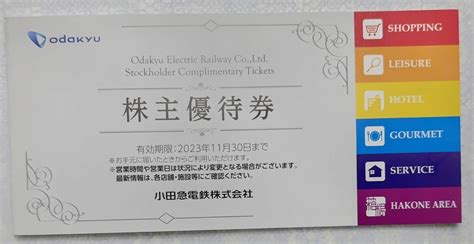 odakyu
Odakyu Electric Railway Co.,Ltd.
Stockholder Complimentary Tickets
株主優待券
有効期限：2023年11月30日まで
※お手元に届いたときからご利用いただけます。
※営業時間や営業日は状況により変更となる場合がございます。
最新情報は、各店舗・施設等にご確認ください。
小田急電鉄株式会社
SHOPPING
LEISURE
HOTEL
GOURMET
SERVICE
HAKONE AREA